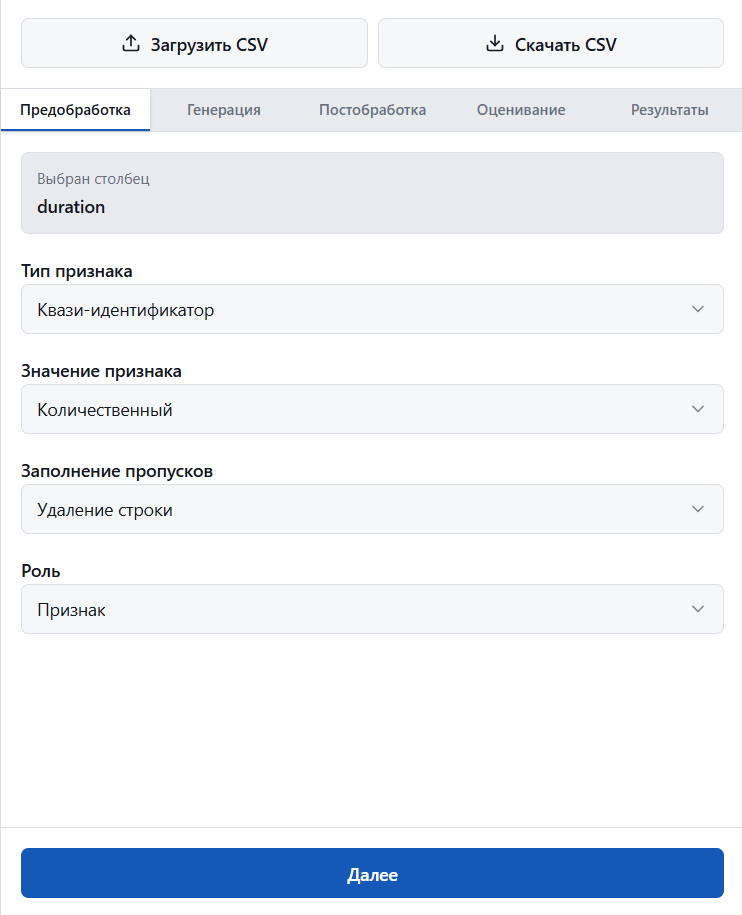 Загрузить CSV
Скачать CSV
Предобработка
Генерация
Постобработка
Оценивание
Результаты
Выбран столбец
duration
Тип признака
Квази-идентификатор
Значение признака
Количественный
Заполнение пропусков
Удаление строки
Роль
Признак
Далее